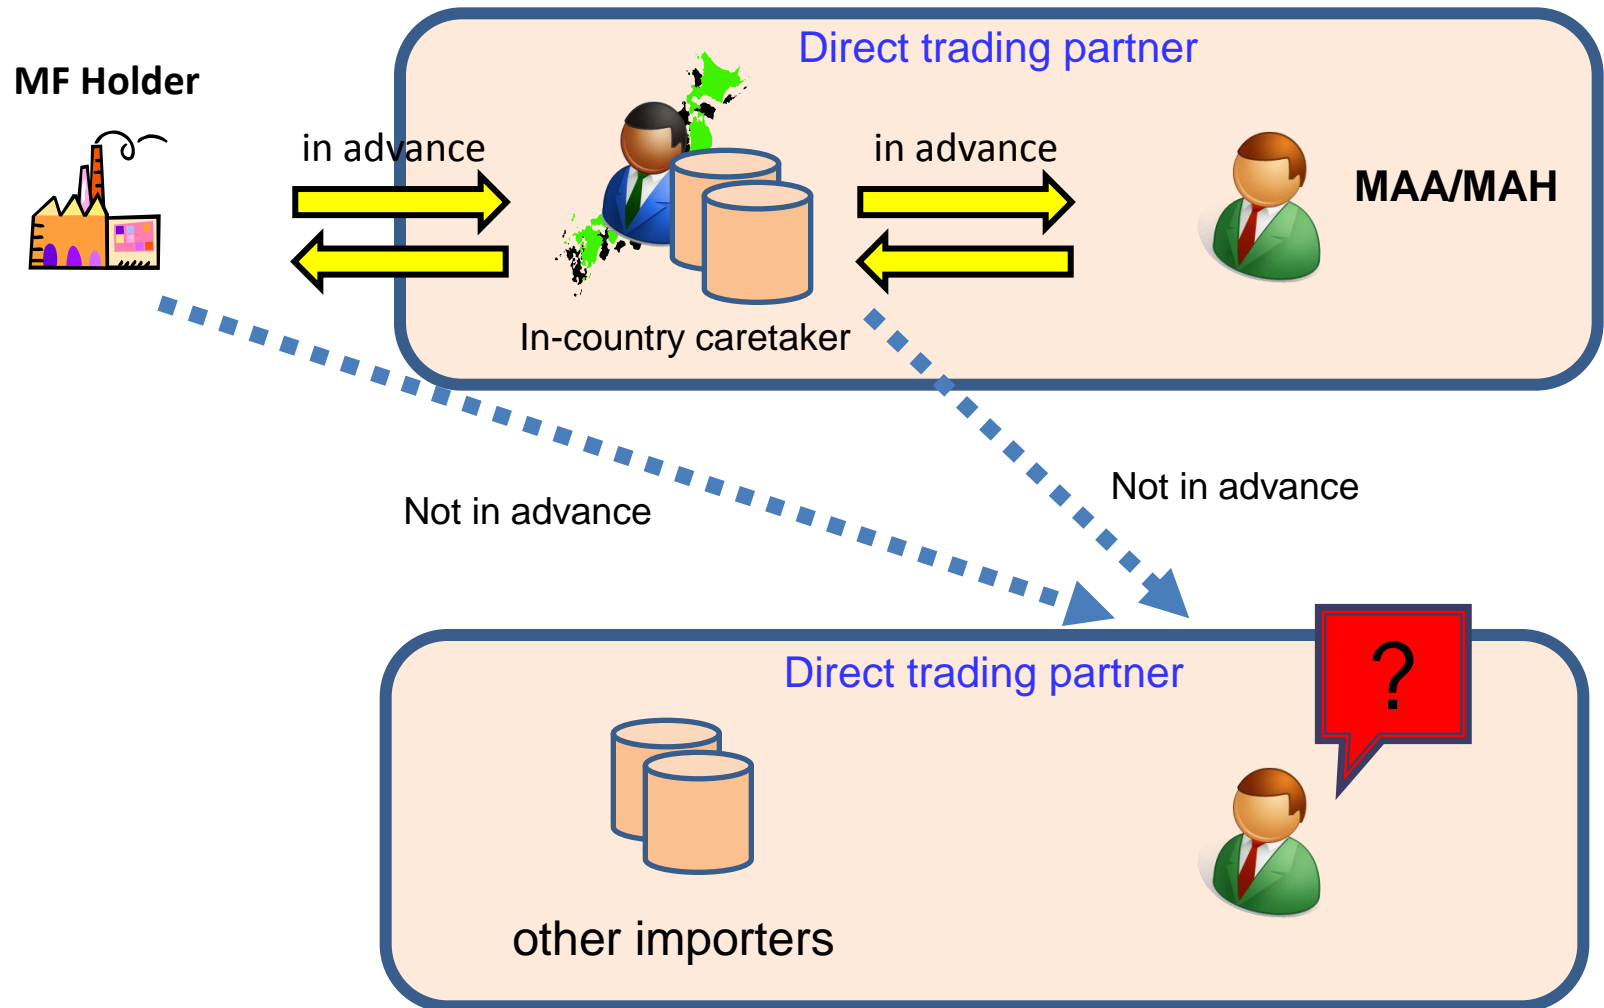 Direct trading partner
MF Holder
in advance
in advance
MAA/MAH
In-country caretaker
Not in advance
Not in advance
Direct trading partner
?
other importers